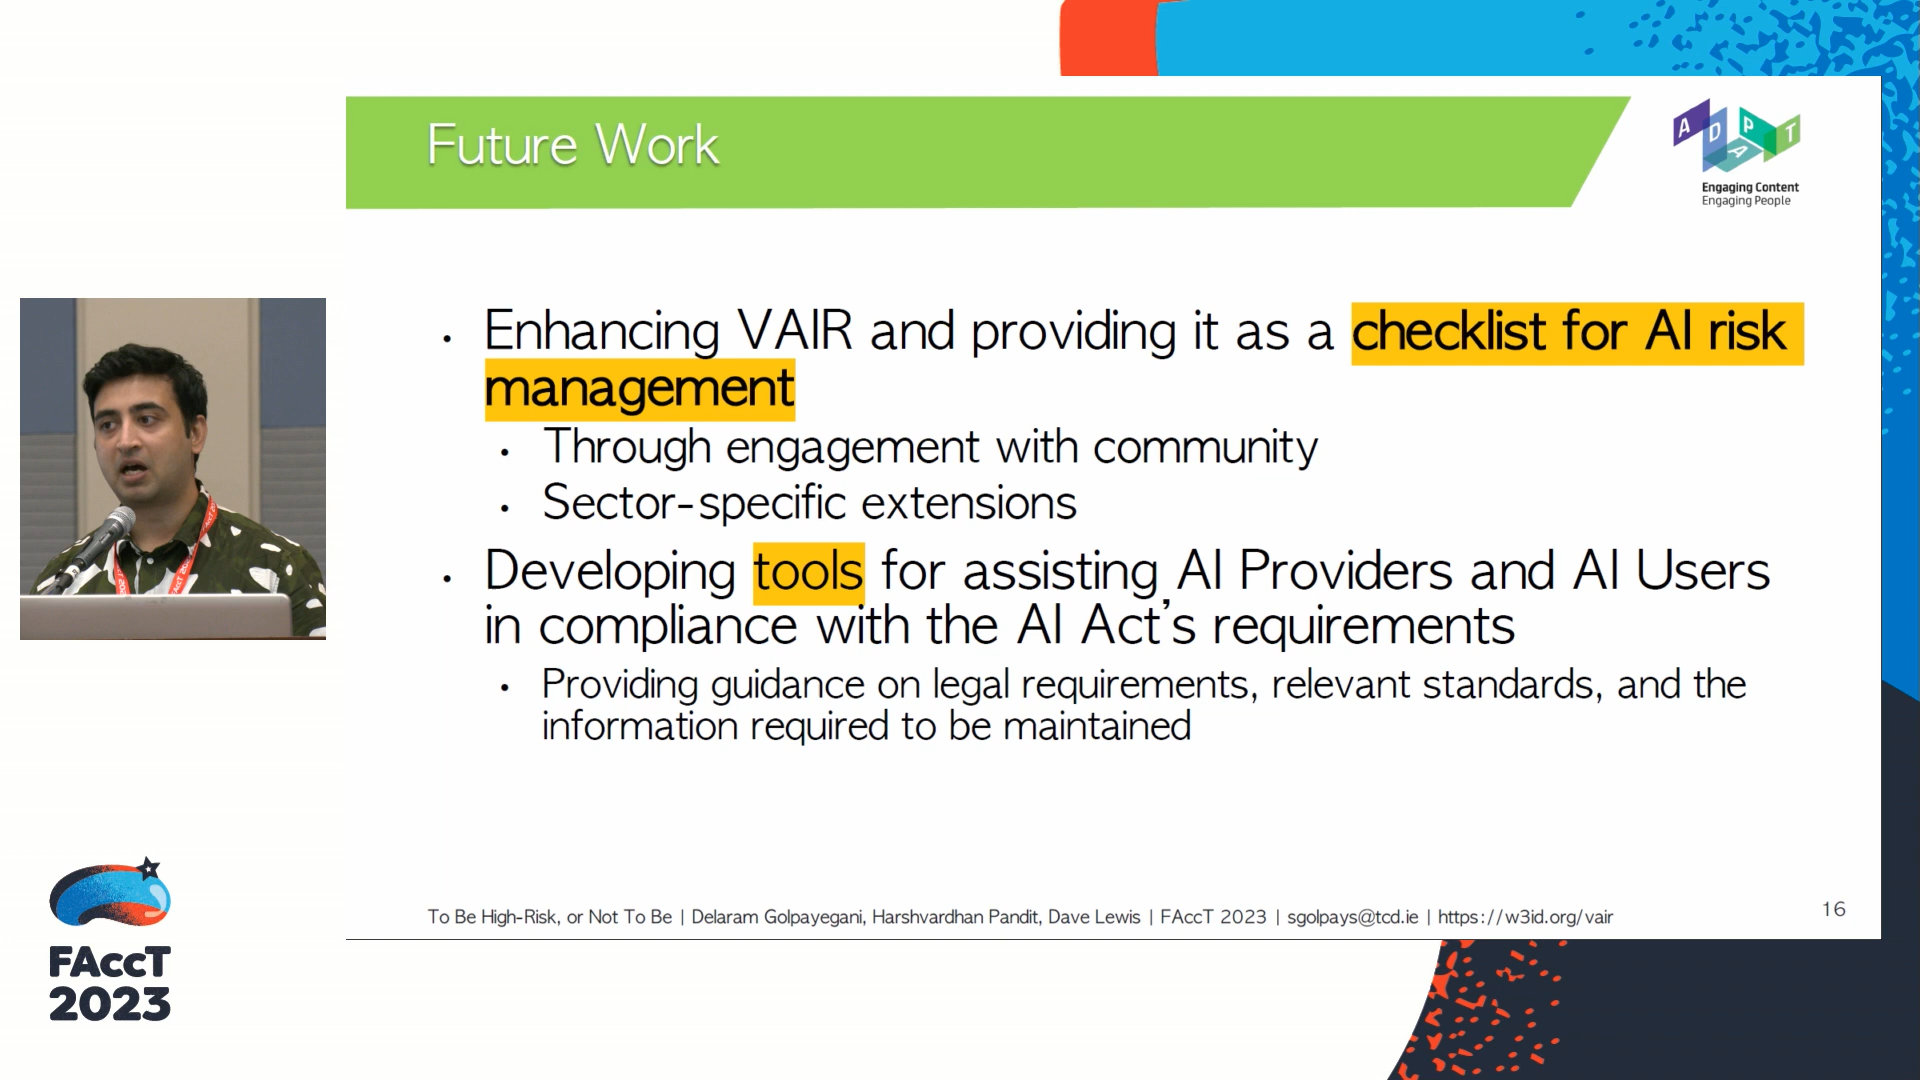 Future Work
A D A P T
Engaging Content
Engaging People
• Enhancing VAIR and providing it as a checklist for AI risk
management
• Through engagement with community
• Sector-specific extensions
• Developing tools for assisting AI Providers and AI Users
in compliance with the AI Act’s requirements
• Providing guidance on legal requirements, relevant standards, and the
information required to be maintained
To Be High-Risk, or Not To Be | Delaram Golpayegani, Harshvardhan Pandit, Dave Lewis | FAccT 2023 | sgolpays@tcd.ie | https://w3id.org/vair
16
FAccT
2023